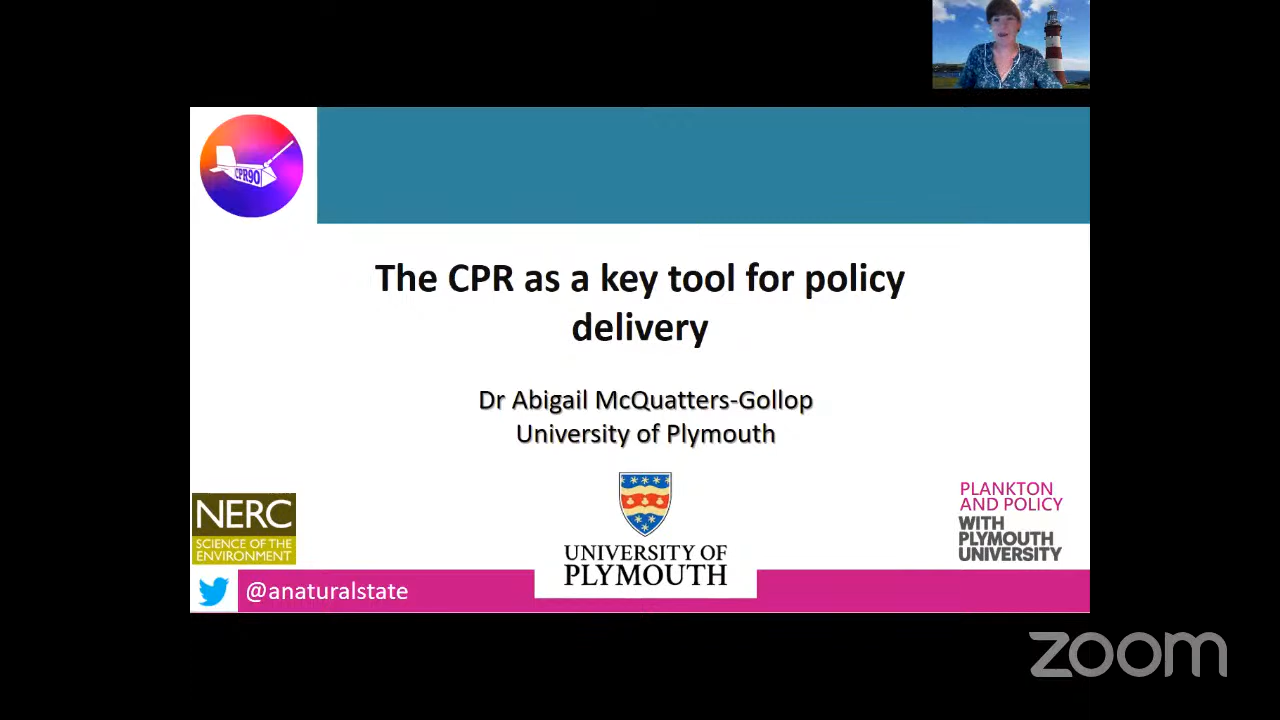 CPR90
The CPR as a key tool for policy
delivery
Dr Abigail McQuatters-Gollop
University of Plymouth
NERC
SCIENCE OF THE
ENVIRONMENT
UNIVERSITY OF
PLYMOUTH
PLANKTON
AND POLICY
WITH
PLYMOUTH
UNIVERSITY
@anaturalstate
zoom